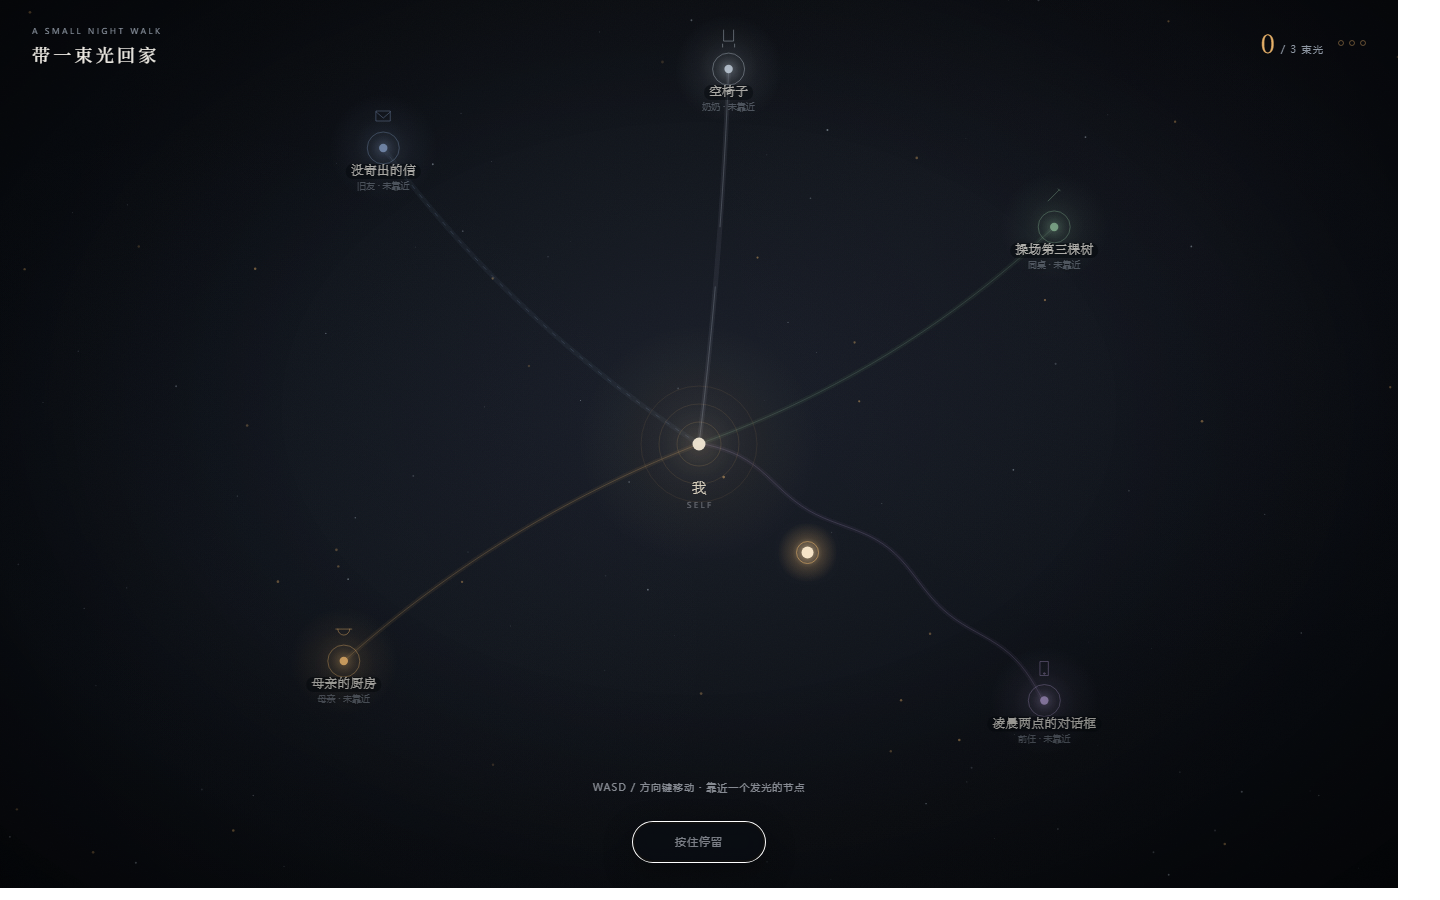 A SMALL NIGHT WALK
带一束光回家
0 / 3 束光
空椅子
奶奶 · 未靠近
没寄出的信
旧友 · 未靠近
操场第三棵树
同桌 · 未靠近
我
SELF
母亲的厨房
母亲 · 未靠近
凌晨两点的对话框
前任 · 未靠近
WASD / 方向键移动 · 靠近一个发光的节点
按住停留